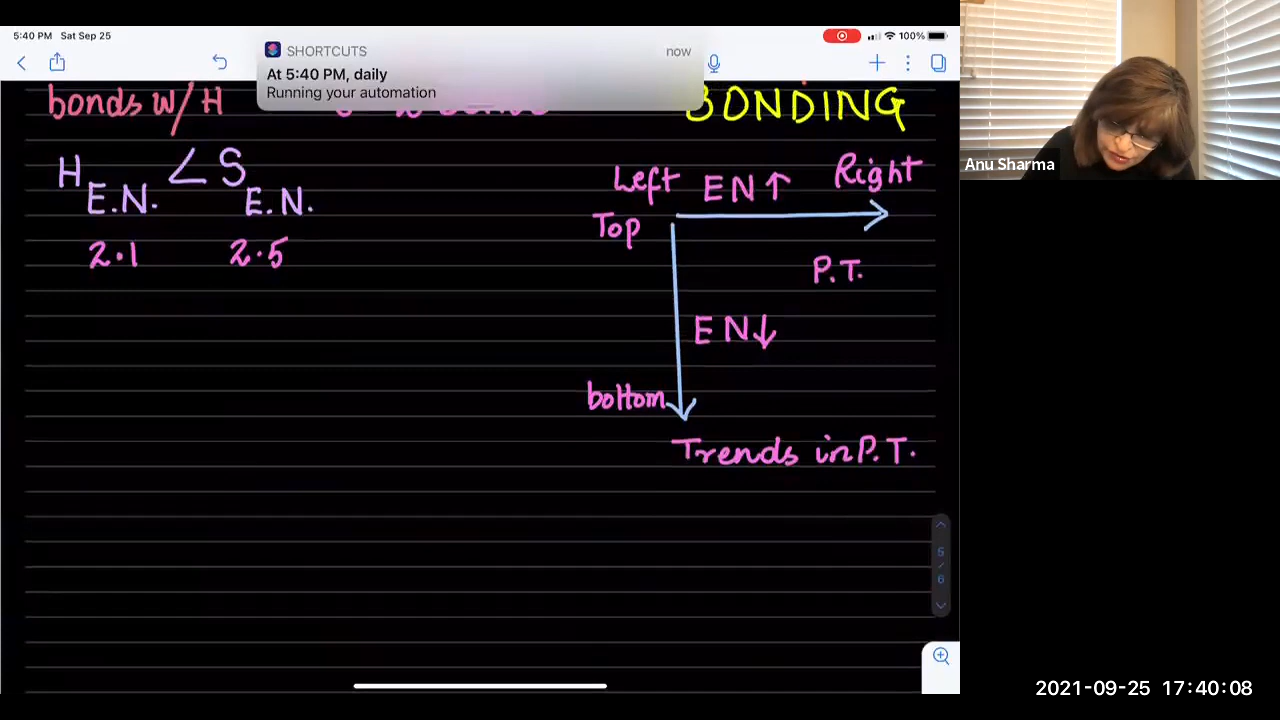 5:40 PM Sat Sep 25
100%
SHORTCUTS now
At 5:40 PM, daily
Running your automation
bonds w/H
BONDING
H E.N. < S E.N.
2.1 2.5
Left EN↑ Right
Top
P.T.
EN↓
bottom
Trends in P.T.
5
/
6
Anu Sharma
2021-09-25 17:40:08